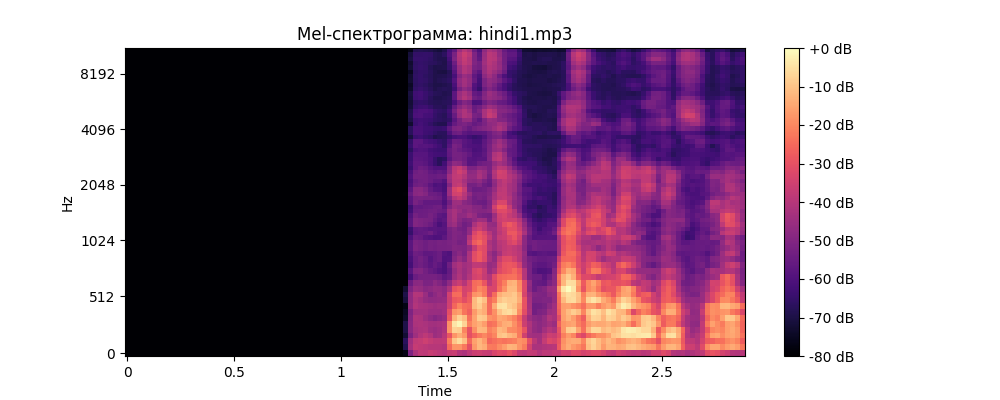 Mel-спектрограмма: hindi1.mp3
8192
4096
2048
1024
512
0
Hz
0
0.5
1
1.5
2
2.5
Time
+0 dB
-10 dB
-20 dB
-30 dB
-40 dB
-50 dB
-60 dB
-70 dB
-80 dB